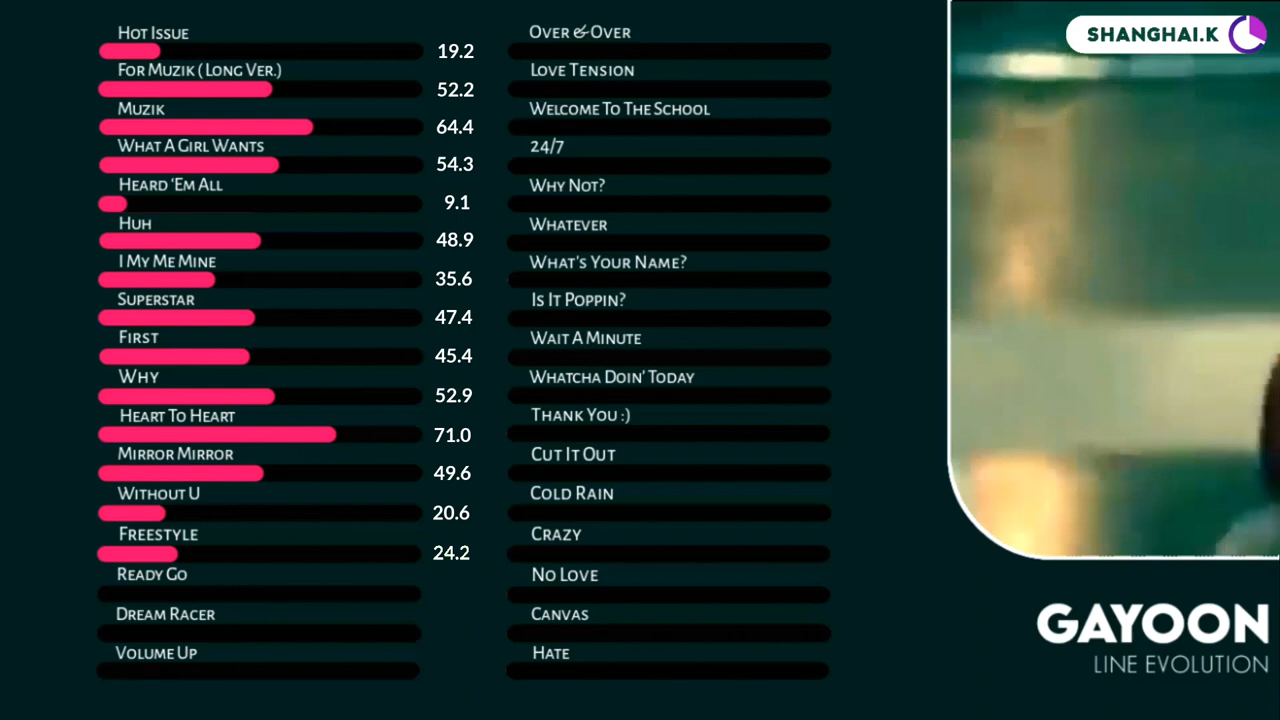 HOT ISSUE
19.2
FOR MUZIK ( LONG VER.)
52.2
MUZIK
64.4
WHAT A GIRL WANTS
54.3
HEARD ‘EM ALL
9.1
HUH
48.9
I MY ME MINE
35.6
SUPERSTAR
47.4
FIRST
45.4
WHY
52.9
HEART TO HEART
71.0
MIRROR MIRROR
49.6
WITHOUT U
20.6
FREESTYLE
24.2
READY GO
DREAM RACER
VOLUME UP
OVER & OVER
LOVE TENSION
WELCOME TO THE SCHOOL
24/7
WHY NOT?
WHATEVER
WHAT'S YOUR NAME?
IS IT POPPIN?
WAIT A MINUTE
WHATCHA DOIN' TODAY
THANK YOU :)
CUT IT OUT
COLD RAIN
CRAZY
NO LOVE
CANVAS
HATE
SHANGHAI.K
GAYOON
LINE EVOLUTION